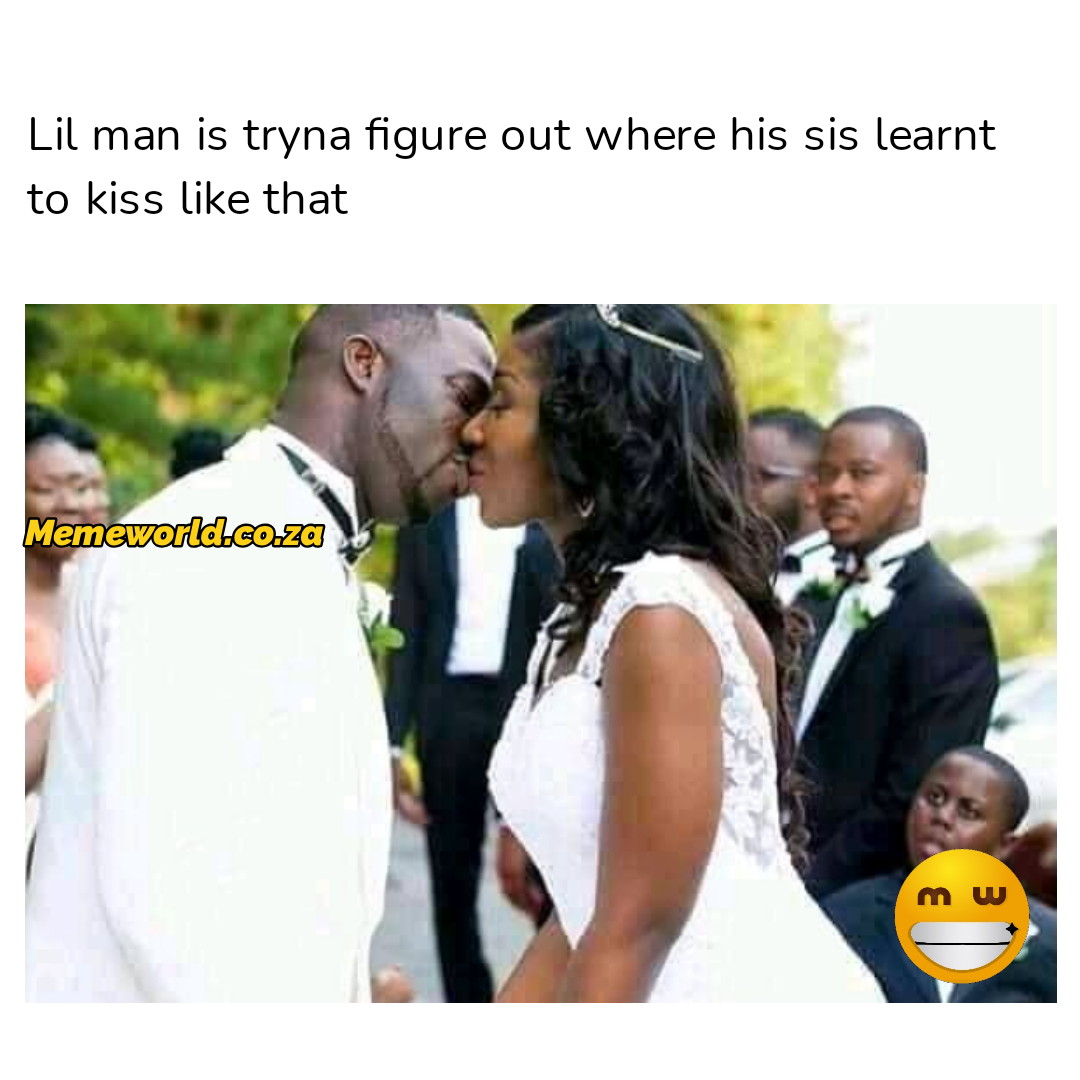 Lil man is tryna figure out where his sis learnt
to kiss like that
Memeworld.co.za
m w